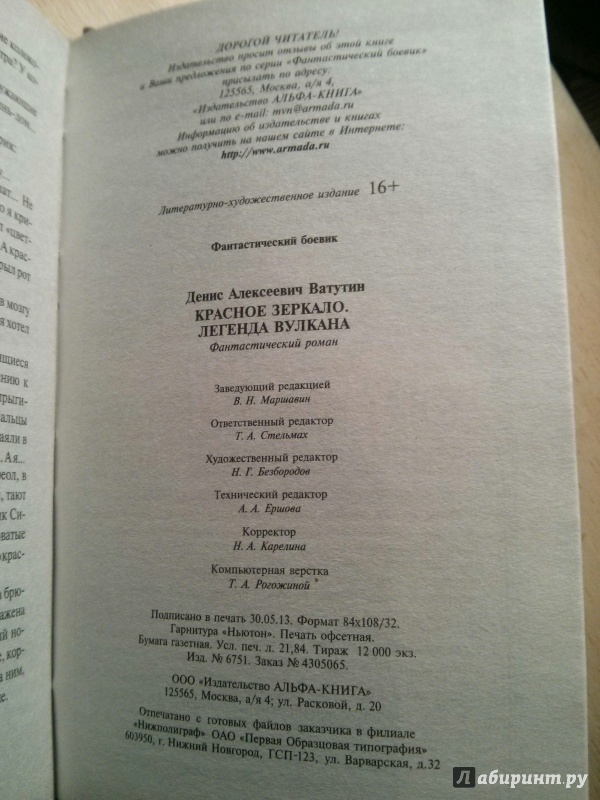 ДОРОГОЙ ЧИТАТЕЛЬ!
Издательство просит отзывы об этой книге
и Ваши предложения по серии «Фантастический боевик»
присылать по адресу:
125565, Москва, а/я 4,
«Издательство АЛЬФА-КНИГА»
или по e-mail: mvn@armada.ru
Информацию об издательстве и книгах
можно получить на нашем сайте в Интернете:
http://www.armada.ru
Литературно-художественное издание 16+
Фантастический боевик
Денис Алексеевич Ватутин
КРАСНОЕ ЗЕРКАЛО.
ЛЕГЕНДА ВУЛКАНА
Фантастический роман
Заведующий редакцией
В. Н. Маршавин
Ответственный редактор
Т. А. Стельмах
Художественный редактор
Н. Г. Безбородов
Технический редактор
А. А. Ершова
Корректор
Н. А. Карелина
Компьютерная верстка
Т. А. Рогожиной
Подписано в печать 30.05.13. Формат 84x108/32.
Гарнитура «Ньютон». Печать офсетная.
Бумага газетная. Усл. печ. л. 21,84. Тираж 12 000 экз.
Изд. № 6751. Заказ № 4305065.
ООО «Издательство АЛЬФА-КНИГА»
125565, Москва, а/я 4; ул. Расковой, д. 20
Отпечатано с готовых файлов заказчика в филиале
«Нижполиграф» ОАО «Первая Образцовая типография»
603950, г. Нижний Новгород, ГСП-123, ул. Варварская, д.32
Лабиринт.ру